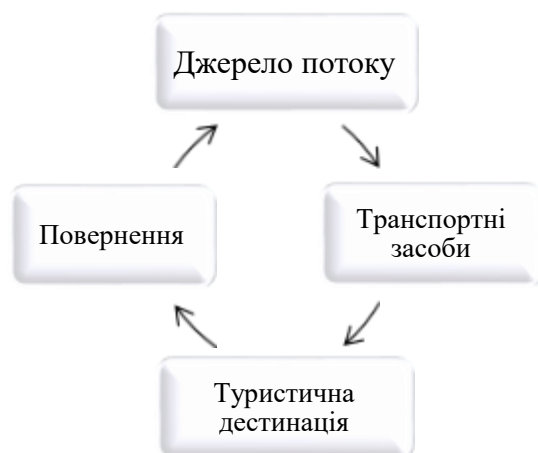 Джерело потоку
Транспортні
засоби
Туристична
дестинація
Повернення